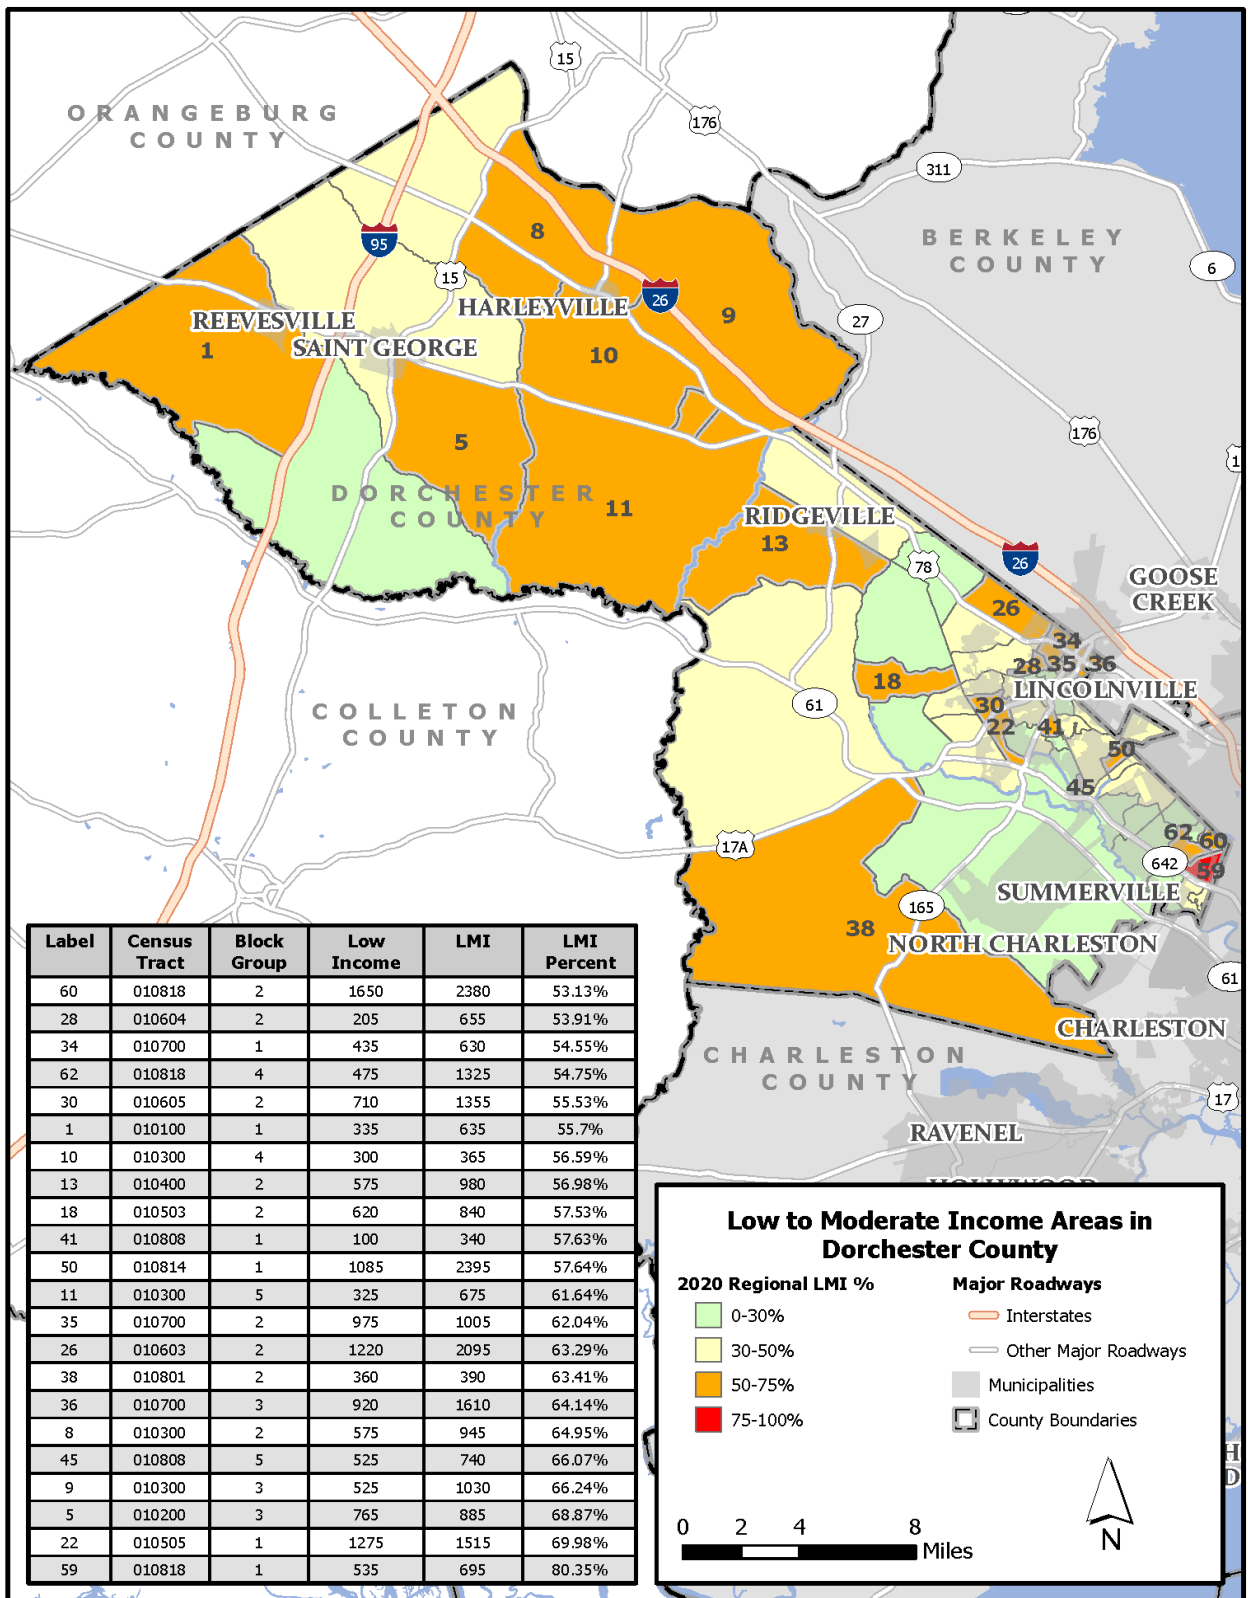 15
ORANGEBURG
COUNTY
176
311
BERKELEY
COUNTY
6
8
95
15
26
HARLEYVILLE
9
27
REEVESVILLE
SAINT GEORGE
1
10
176
1
5
DORCHESTER
COUNTY
11
RIDGEVILLE
13
78
26
GOOSE
CREEK
26
34
28
35
36
LINCOLNVILLE
18
61
30
22
41
50
COLLETON
COUNTY
45
17A
62
60
642
59
SUMMERVILLE
165
38
NORTH CHARLESTON
61
CHARLESTON
CHARLESTON
COUNTY
17
RAVENEL
HOLLYWOOD
Label Census Tract Block Group Low Income LMI LMI Percent
60 010818 2 1650 2380 53.13%
28 010604 2 205 655 53.91%
34 010700 1 435 630 54.55%
62 010818 4 475 1325 54.75%
30 010605 2 710 1355 55.53%
1 010100 1 335 635 55.7%
10 010300 4 300 365 56.59%
13 010400 2 575 980 56.98%
18 010503 2 620 840 57.53%
41 010808 1 100 340 57.63%
50 010814 1 1085 2395 57.64%
11 010300 5 325 675 61.64%
35 010700 2 975 1005 62.04%
26 010603 2 1220 2095 63.29%
38 010801 2 360 390 63.41%
36 010700 3 920 1610 64.14%
8 010300 2 575 945 64.95%
45 010808 5 525 740 66.07%
9 010300 3 525 1030 66.24%
5 010200 3 765 885 68.87%
22 010505 1 1275 1515 69.98%
59 010818 1 535 695 80.35%
Low to Moderate Income Areas in
Dorchester County
2020 Regional LMI %
0-30%
30-50%
50-75%
75-100%
Major Roadways
Interstates
Other Major Roadways
Municipalities
County Boundaries
0 2 4 8
Miles
N
H
D